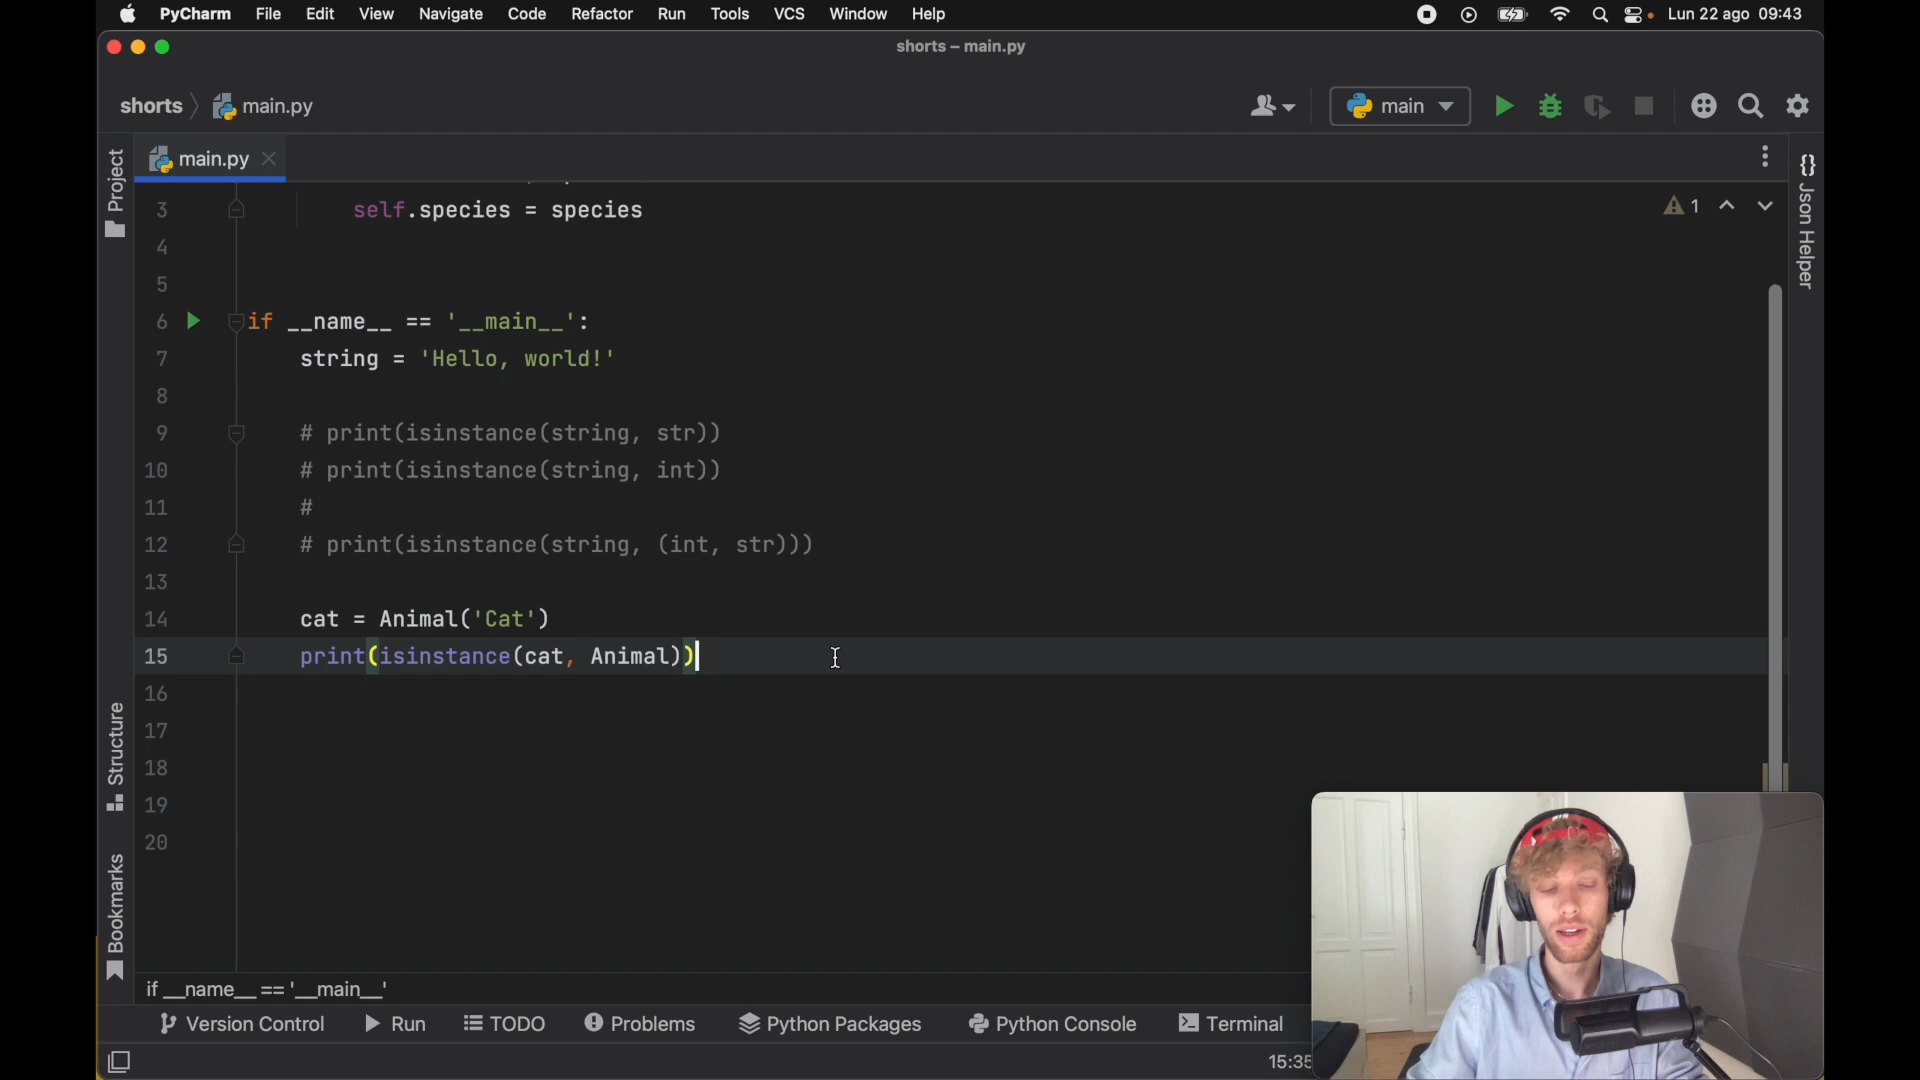 PyCharm File Edit View Navigate Code Refactor Run Tools VCS Window Help Lun 22 ago 09:43
shorts – main.py
shorts main.py main
Project main.py
{} Json Helper
1
3 self.species = species
4
5
6 if __name__ == '__main__':
7 string = 'Hello, world!'
8
9 # print(isinstance(string, str))
10 # print(isinstance(string, int))
11 #
12 # print(isinstance(string, (int, str)))
13
14 cat = Animal('Cat')
15 print(isinstance(cat, Animal))
16
17
18
19
20
Structure
Bookmarks
if __name__ == '__main__'
Version Control Run TODO Problems Python Packages Python Console Terminal
15:35